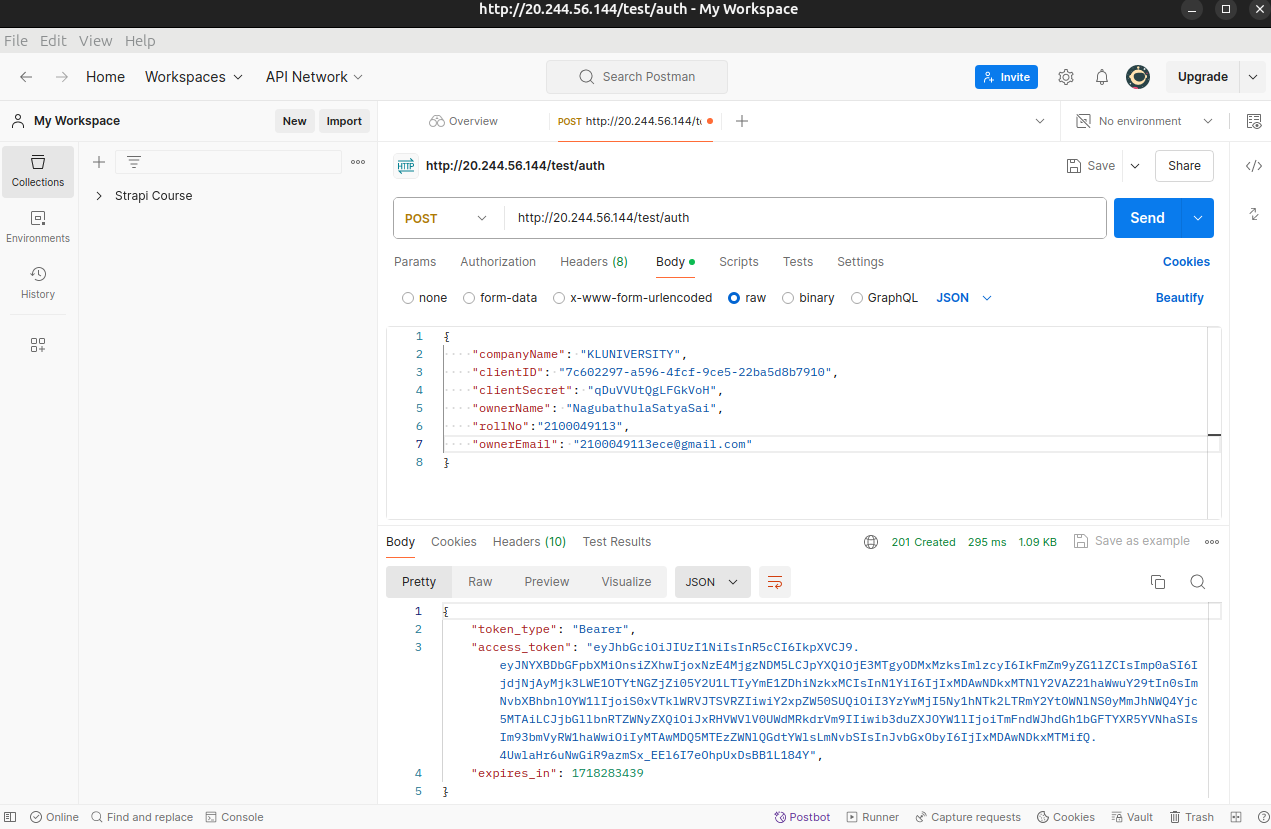 http://20.244.56.144/test/auth - My Workspace
File Edit View Help
Home Workspaces API Network Search Postman Invite Upgrade
My Workspace New Import Overview POST http://20.244.56.144/t No environment
Collections
Environments
History
Strapi Course
HTTP http://20.244.56.144/test/auth Save Share
POST http://20.244.56.144/test/auth Send
Params Authorization Headers (8) Body Scripts Tests Settings Cookies
none form-data x-www-form-urlencoded raw binary GraphQL JSON Beautify
1 {
2 "companyName": "KLUNIVERSITY",
3 "clientID": "7c602297-a596-4fcf-9ce5-22ba5d8b7910",
4 "clientSecret": "qDuVVUtQgLFGkVoH",
5 "ownerName": "NagubathulaSatyaSai",
6 "rollNo":"2100049113",
7 "ownerEmail": "2100049113ece@gmail.com"
8 }
Body Cookies Headers (10) Test Results 201 Created 295 ms 1.09 KB Save as example
Pretty Raw Preview Visualize JSON
1 {
2 "token_type": "Bearer",
3 "access_token": "eyJhbGciOiJIUzI1NiIsInR5cCI6IkpXVCJ9.
4UwlaHr6uNwGiR9azmSx_EEl6I7eOhpUxDsBB1L184Y",
4 "expires_in": 1718283439
5 }
Online Find and replace Console Postbot Runner Capture requests Cookies Vault Trash